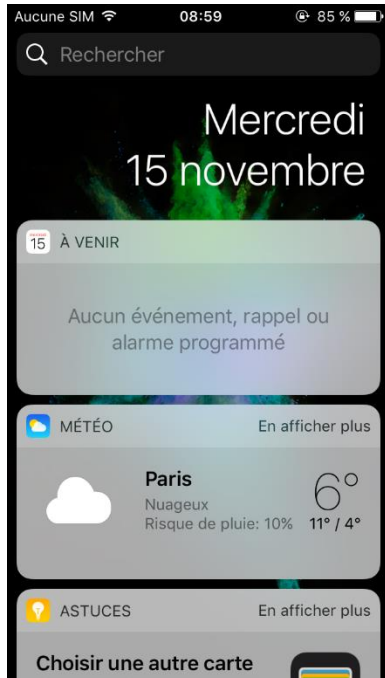 Aucune SIM 08:59 85 %
Rechercher
Mercredi
15 novembre
15 À VENIR
Aucun événement, rappel ou
alarme programmé
MÉTÉO En afficher plus
Paris
Nuageux
Risque de pluie: 10%
6°
11° / 4°
ASTUCES En afficher plus
Choisir une autre carte